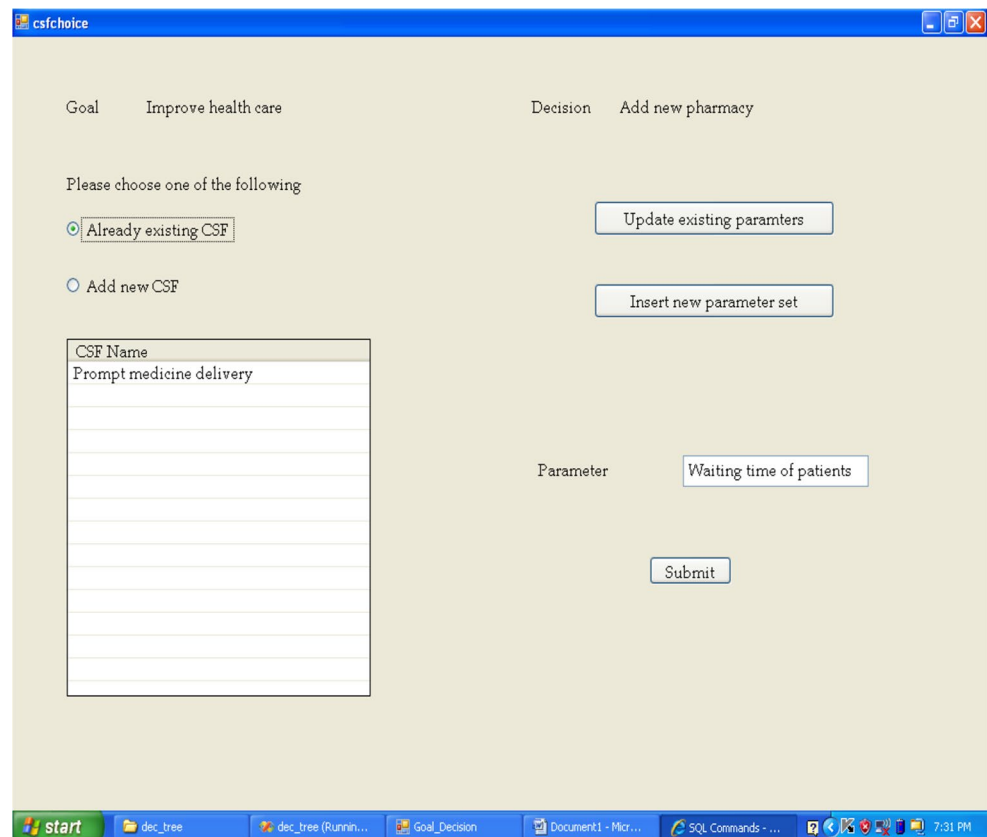 csfchoice
Goal Improve health care
Decision Add new pharmacy
Please choose one of the following
Already existing CSF
Add new CSF
Update existing paramters
Insert new parameter set
CSF Name
Prompt medicine delivery
Parameter Waiting time of patients
Submit
start dec_tree dec_tree (Runnin... Goal_Decision Document1 - Micr... SQL Commands - ... 7:31 PM